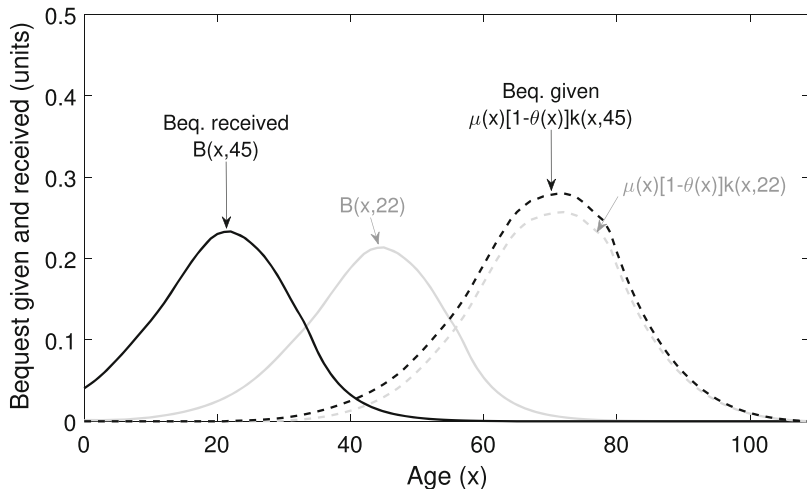 0.5
0.4
0.3
0.2
0.1
0
Bequest given and received (units)
Beq. received
B(x,45)
B(x,22)
Beq. given
μ(x)[1-θ(x)]k(x,45)
μ(x)[1-θ(x)]k(x,22)
0 20 40 60 80 100
Age (x)